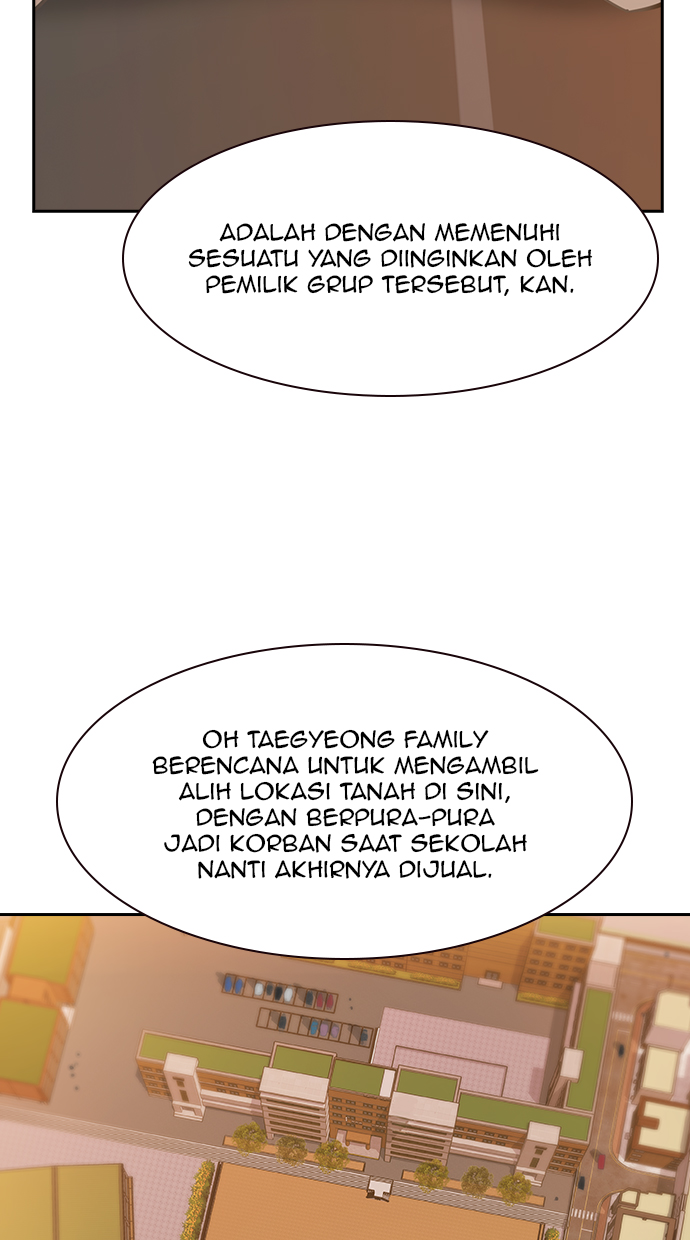 ADALAH DENGAN MEMENUHI
SESUATU YANG DIINGINKAN OLEH
PEMILIK GRUP TERSEBUT, KAN.
OH TAEGYEONG FAMILY
BERENCANA UNTUK MENGAMBIL
ALIH LOKASI TANAH DI SINI,
DENGAN BERPURA-PURA
JADI KORBAN SAAT SEKOLAH
NANTI AKHIRNYA DIJUAL.